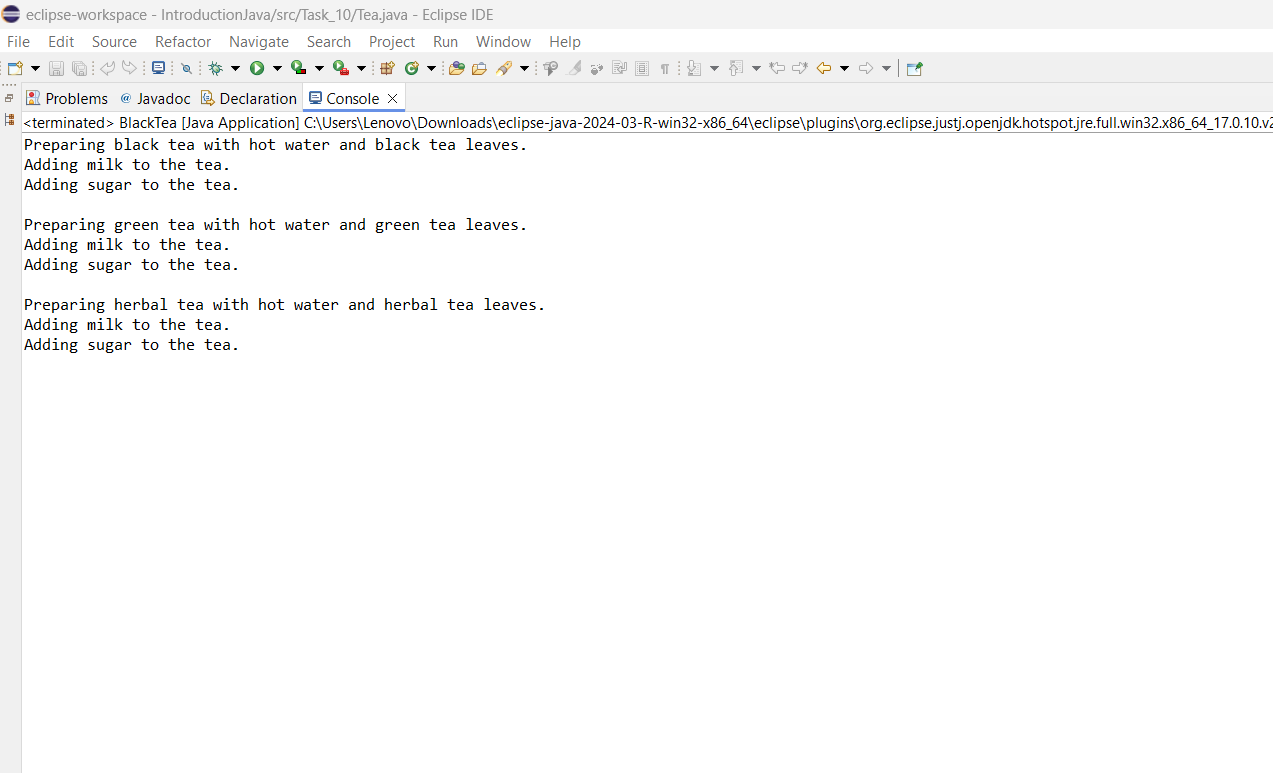 eclipse-workspace - IntroductionJava/src/Task_10/Tea.java - Eclipse IDE
File Edit Source Refactor Navigate Search Project Run Window Help
Problems @ Javadoc Declaration Console
<terminated> BlackTea [Java Application] C:\Users\Lenovo\Downloads\eclipse-java-2024-03-R-win32-x86_64\eclipse\plugins\org.eclipse.justj.openjdk.hotspot.jre.full.win32.x86_64_17.0.10.v2
Preparing black tea with hot water and black tea leaves.
Adding milk to the tea.
Adding sugar to the tea.
Preparing green tea with hot water and green tea leaves.
Adding milk to the tea.
Adding sugar to the tea.
Preparing herbal tea with hot water and herbal tea leaves.
Adding milk to the tea.
Adding sugar to the tea.